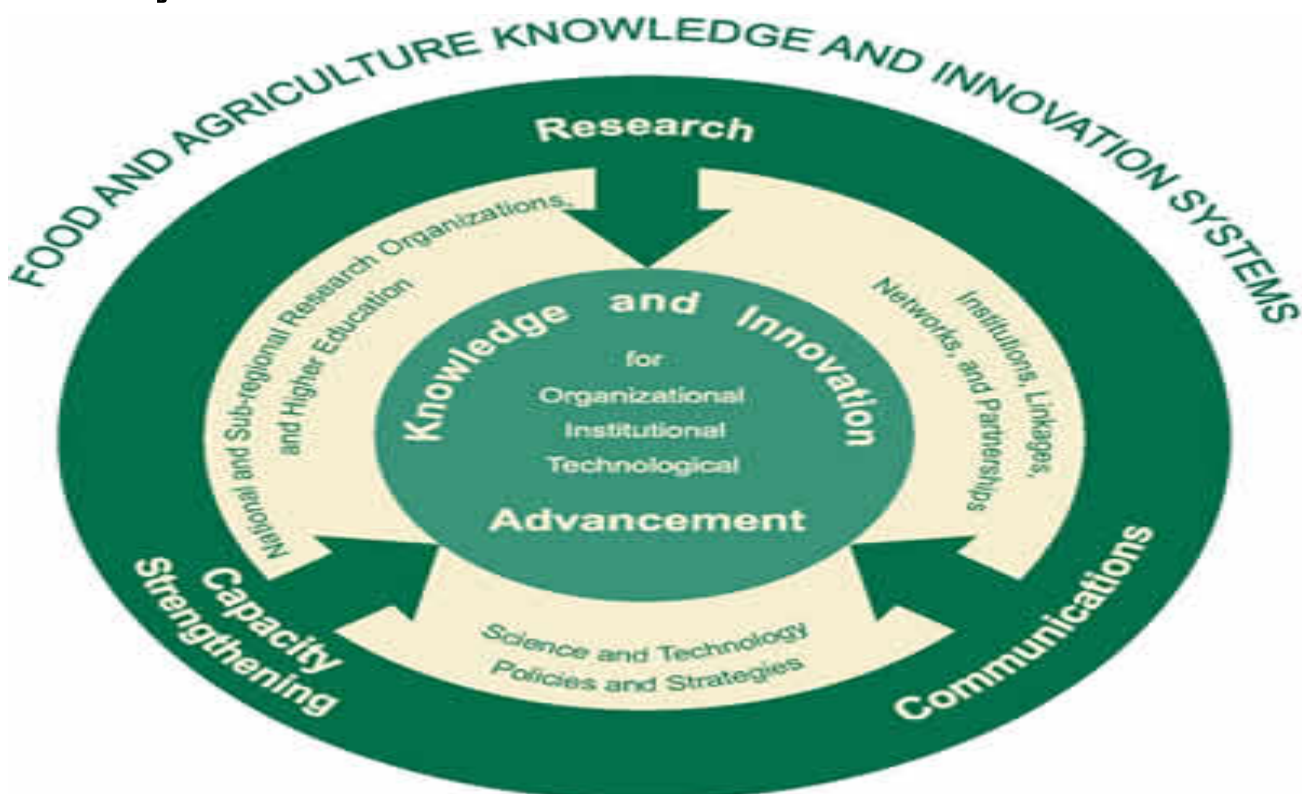 FOOD AND AGRICULTURE KNOWLEDGE AND INNOVATION SYSTEMS
Research
National and Sub-regional Research Organizations,
and Higher Education
Institutions, Linkages,
Networks, and Partnerships
Knowledge and Innovation
for
Organizational
Institutional
Technological
Advancement
Science and Technology
Policies and Strategies
Capacity
Strengthening
Communications